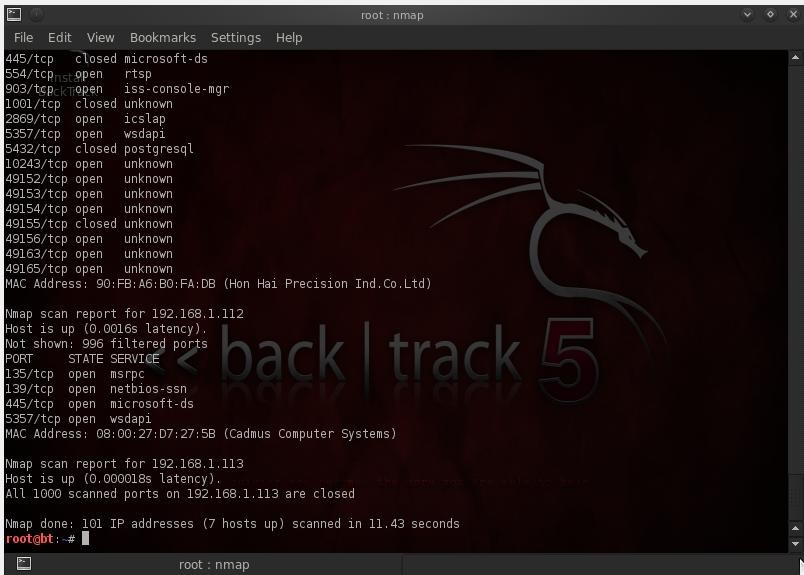 root : nmap
File Edit View Bookmarks Settings Help
445/tcp closed microsoft-ds
554/tcp open rtsp
903/tcp open iss-console-mgr
1001/tcp closed unknown
2869/tcp open icslap
5357/tcp open wsdapi
5432/tcp closed postgresql
10243/tcp open unknown
49152/tcp open unknown
49153/tcp open unknown
49154/tcp open unknown
49155/tcp closed unknown
49156/tcp open unknown
49163/tcp open unknown
49165/tcp open unknown
MAC Address: 90:FB:A6:B0:FA:DB (Hon Hai Precision Ind.Co.Ltd)
Nmap scan report for 192.168.1.112
Host is up (0.0016s latency).
Not shown: 996 filtered ports
PORT STATE SERVICE
135/tcp open msrpc
139/tcp open netbios-ssn
445/tcp open microsoft-ds
5357/tcp open wsdapi
MAC Address: 08:00:27:D7:27:5B (Cadmus Computer Systems)
<< back | track 5
Nmap scan report for 192.168.1.113
Host is up (0.000018s latency).
All 1000 scanned ports on 192.168.1.113 are closed
Nmap done: 101 IP addresses (7 hosts up) scanned in 11.43 seconds
root@bt:~#
root : nmap